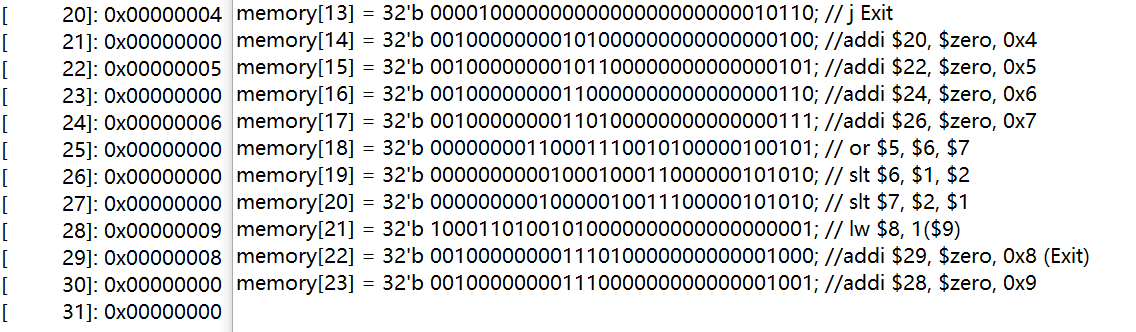 [ 20]: 0x00000004 memory[13] = 32'b 00001000000000000000000000010110; // j Exit
[ 21]: 0x00000000 memory[14] = 32'b 00100000000101000000000000000100; //addi $20, $zero, 0x4
[ 22]: 0x00000005 memory[15] = 32'b 00100000000101100000000000000101; //addi $22, $zero, 0x5
[ 23]: 0x00000000 memory[16] = 32'b 00100000000110000000000000000110; //addi $24, $zero, 0x6
[ 24]: 0x00000006 memory[17] = 32'b 00100000000110100000000000000111; //addi $26, $zero, 0x7
[ 25]: 0x00000000 memory[18] = 32'b 00000000110001110010100000100101; // or $5, $6, $7
[ 26]: 0x00000000 memory[19] = 32'b 00000000001000100011000000101010; // slt $6, $1, $2
[ 27]: 0x00000000 memory[20] = 32'b 00000000010000010011100000101010; // slt $7, $2, $1
[ 28]: 0x00000009 memory[21] = 32'b 10001101001010000000000000000001; // lw $8, 1($9)
[ 29]: 0x00000008 memory[22] = 32'b 00100000000111010000000000001000; //addi $29, $zero, 0x8 (Exit)
[ 30]: 0x00000000 memory[23] = 32'b 00100000000111000000000000001001; //addi $28, $zero, 0x9
[ 31]: 0x00000000